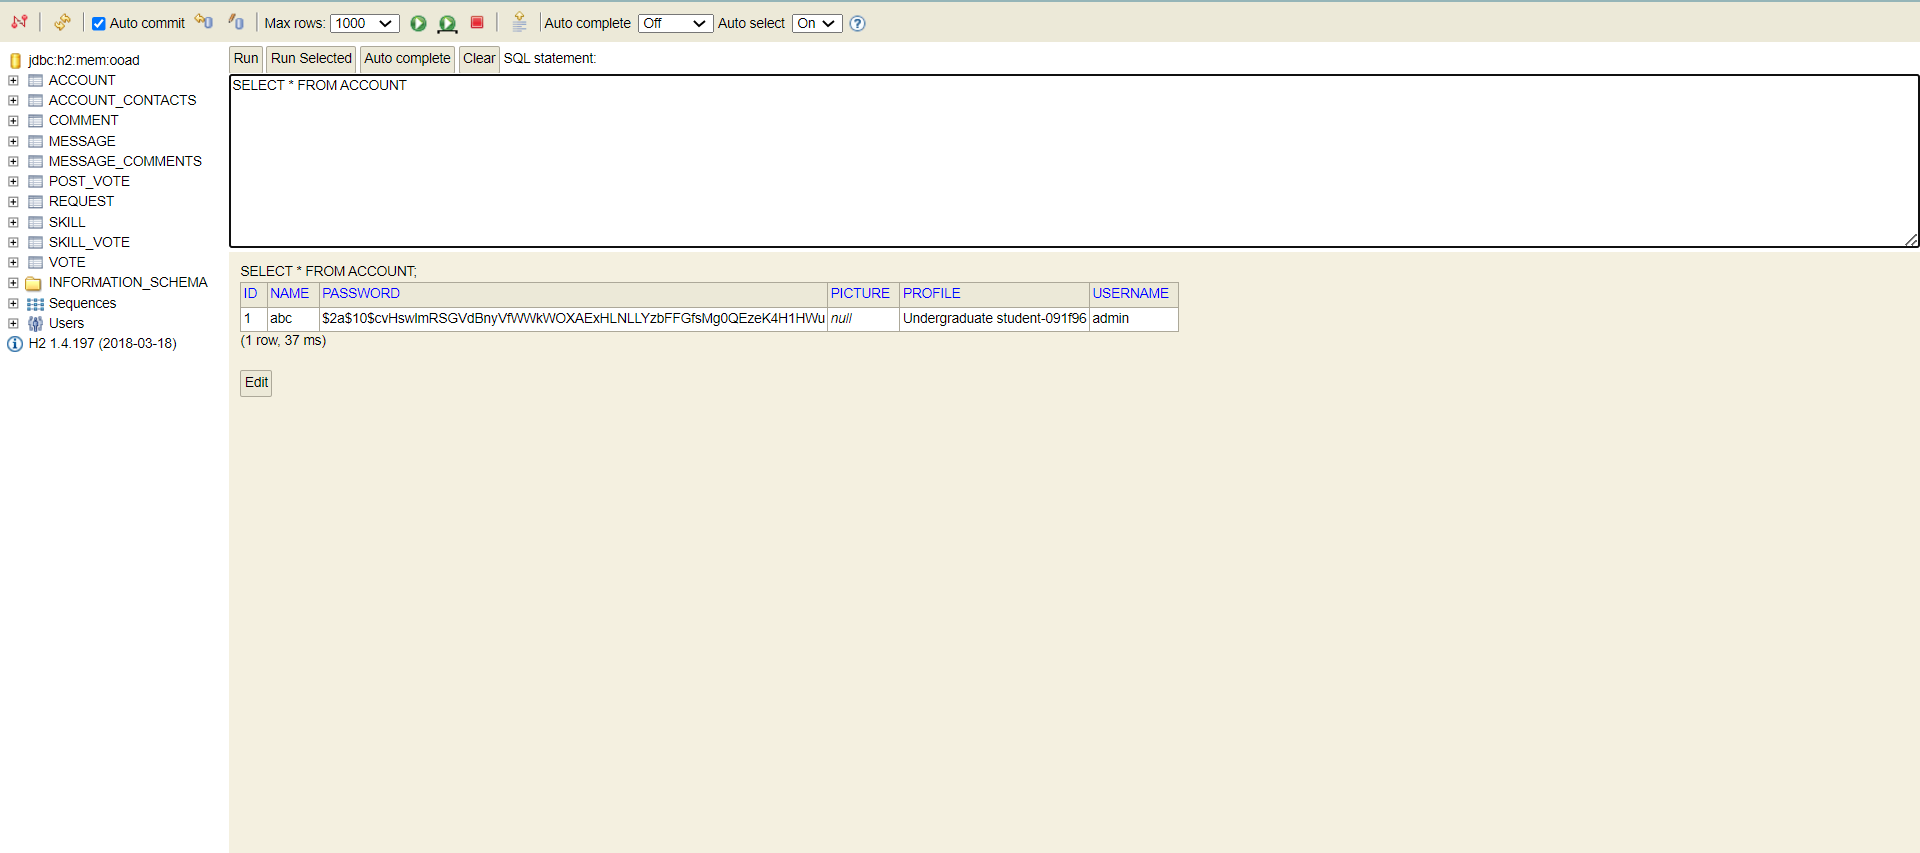 Auto commit Max rows: 1000 Auto complete Off Auto select On
jdbc:h2:mem:ooad
ACCOUNT
ACCOUNT_CONTACTS
COMMENT
MESSAGE
MESSAGE_COMMENTS
POST_VOTE
REQUEST
SKILL
SKILL_VOTE
VOTE
INFORMATION_SCHEMA
Sequences
Users
H2 1.4.197 (2018-03-18)
Run Run Selected Auto complete Clear SQL statement:
SELECT * FROM ACCOUNT
SELECT * FROM ACCOUNT;
ID NAME PASSWORD PICTURE PROFILE USERNAME
1 abc $2a$10$cvHswImRSGVdBnyVfWWkWOXAExHLNLLYzbFFGfsMg0QEzeK4H1HWu null Undergraduate student-091f96 admin
(1 row, 37 ms)
Edit